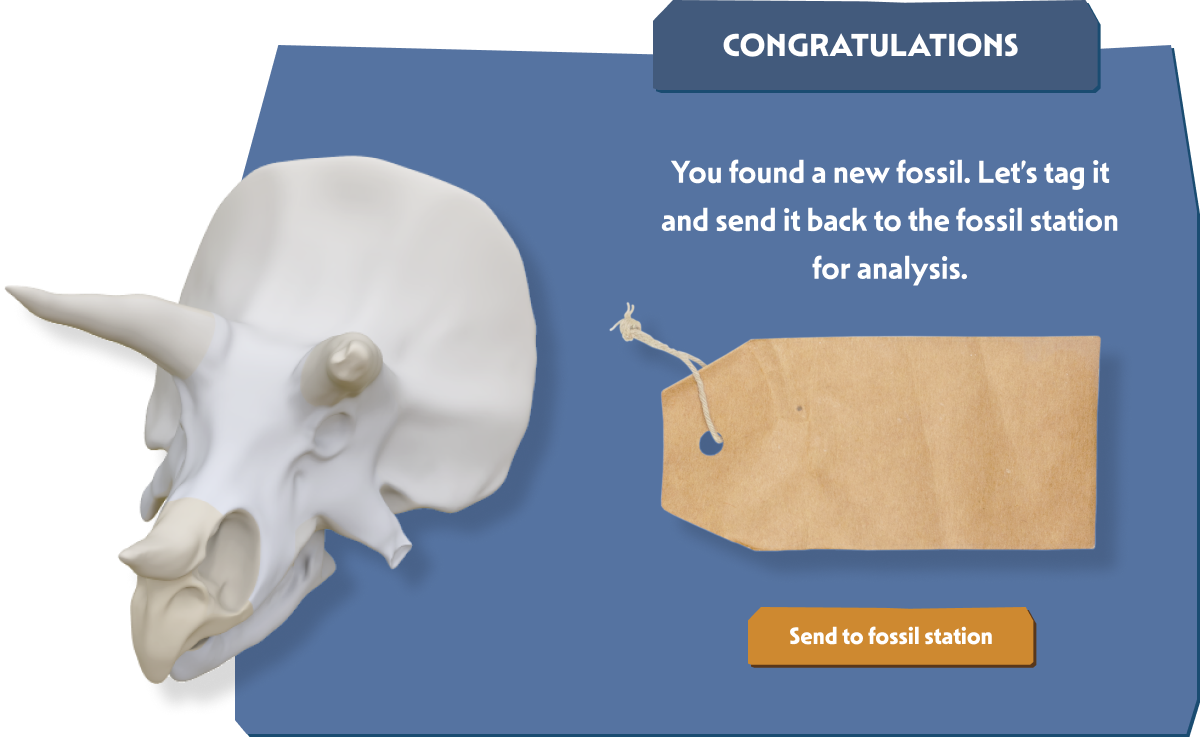 CONGRATULATIONS
You found a new fossil. Let's tag it
and send it back to the fossil station
for analysis.
Send to fossil station